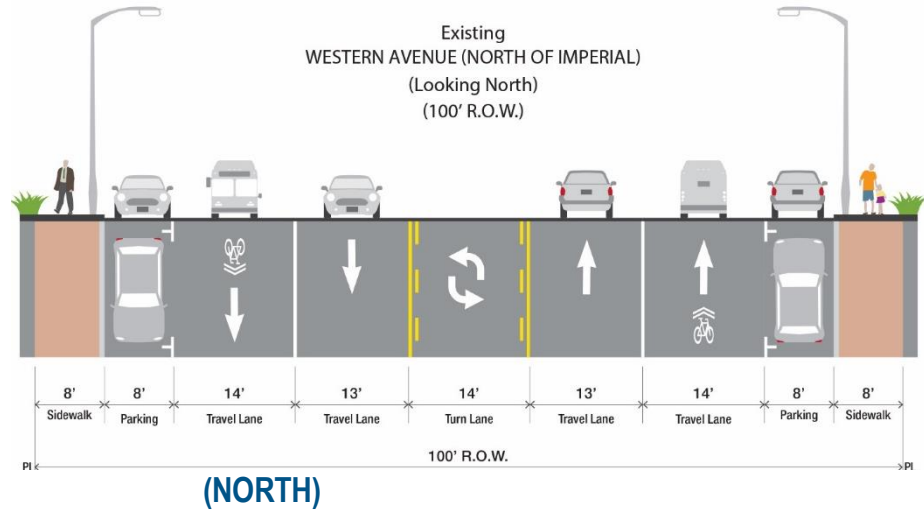 Existing
WESTERN AVENUE (NORTH OF IMPERIAL)
(Looking North)
(100' R.O.W.)
8' 8' 14' 13' 14' 13' 14' 8' 8'
Sidewalk Parking Travel Lane Travel Lane Turn Lane Travel Lane Travel Lane Parking Sidewalk
100' R.O.W.
PL PL
(NORTH)